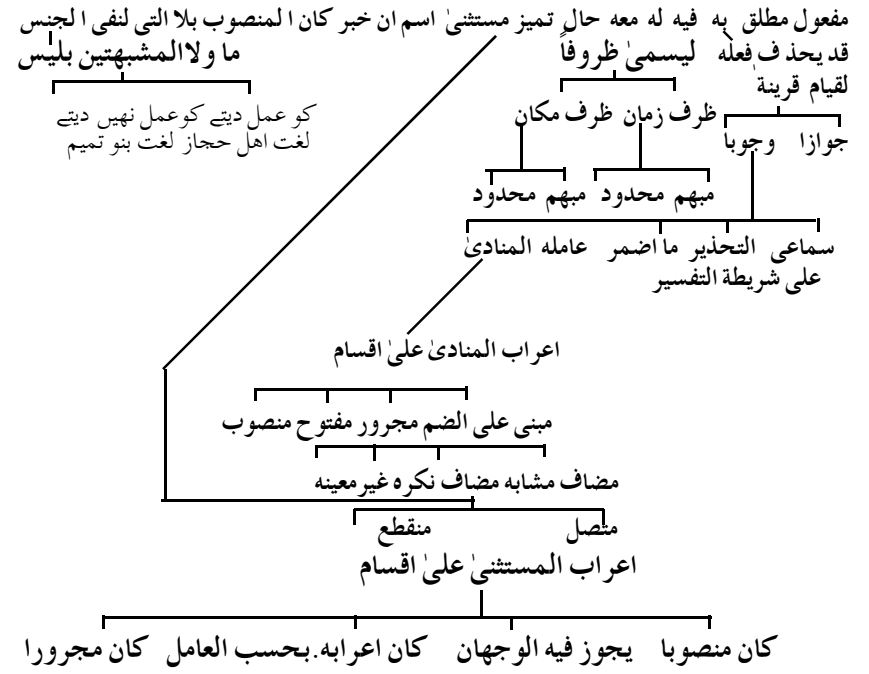 مفعول مطلق به فيه له معه حال تميز مستثنىٰ اسم ان خبر كان ا لمنصوب بلا التى لنفى ا لجنس
قد يحذ ف فعله ليسمىٰ ظروفاً ما ولا المشبهتين بليس
لقيام قرينة
ظرف زمان ظرف مكان کو عمل دیتے کوعمل نھیں دیتے
جوازا وجوبا لغت اهل حجاز لغت بنو تمیم
مبهم محدود مبهم محدود
سماعى التحذير ما اضمر عامله المنادىٰ
على شريطة التفسير
اعراب المنادىٰ علىٰ اقسام
مبنى على الضم مجرور مفتوح منصوب
مضاف مشابه مضاف نكره غير معينه
متصل منقطع
اعراب المستثنىٰ علىٰ اقسام
كان منصوبا يجوز فيه الوجهان كان اعرابه.بحسب العامل كان مجرورا